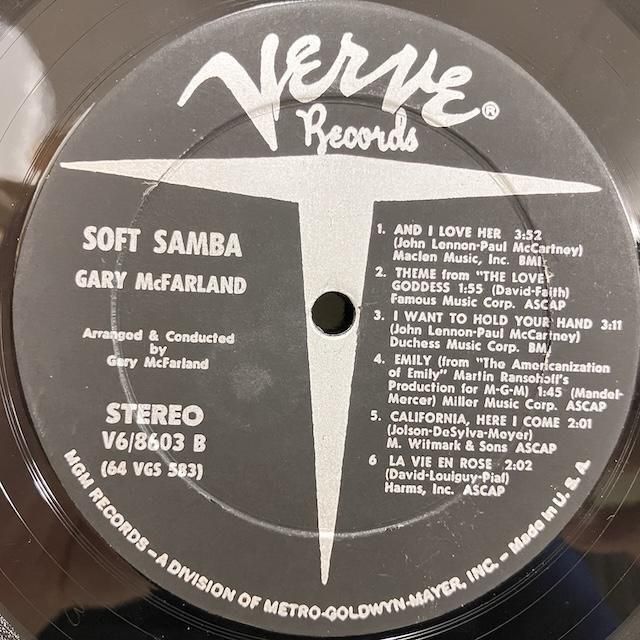 Verve®
Records
SOFT SAMBA
GARY McFARLAND
Arranged & Conducted
by
Gary McFarland
STEREO
V6/8603 B
(64 VGS 583)
1. AND I LOVE HER 3:52
(John Lennon-Paul McCartney)
Maclen Music, Inc. BMI
2. THEME from "THE LOVE
GODDESS 1:55 (David-Faith)
Famous Music Corp. ASCAP
3. I WANT TO HOLD YOUR HAND 3:11
(John Lennon-Paul McCartney)
Duchess Music Corp. BMI
4. EMILY (from "The Americanization
of Emily" Martin Ransohoff's
Production for M-G-M) 1:45 (Mandel-
Mercer) Miller Music Corp. ASCAP
5. CALIFORNIA, HERE I COME 2:01
(Jolson-DeSylva-Meyer)
M. Witmark & Sons ASCAP
6 LA VIE EN ROSE 2:02
(David-Louiguy-Piaf)
Harms, Inc. ASCAP
MGM RECORDS – A DIVISION OF METRO-GOLDWYN-MAYER, INC. – Made in U. S. A.